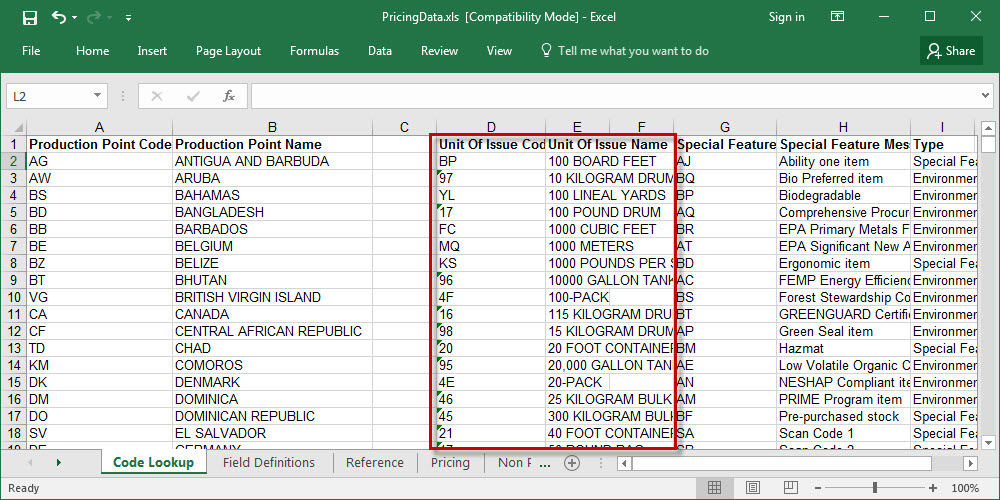 PricingData.xls [Compatibility Mode] - Excel
Sign in
File Home Insert Page Layout Formulas Data Review View Tell me what you want to do Share
L2 fx
A B C D E F G H I
1 Production Point Code Production Point Name Unit Of Issue Cod Unit Of Issue Name Special Feature Special Feature Mes Type
2 AG ANTIGUA AND BARBUDA BP 100 BOARD FEET AJ Ability one item Special Fea
3 AW ARUBA 97 10 KILOGRAM DRUM BQ Bio Preferred item Environmen
4 BS BAHAMAS YL 100 LINEAL YARDS BP Biodegradable Environmen
5 BD BANGLADESH 17 100 POUND DRUM AQ Comprehensive Procur Environmen
6 BB BARBADOS FC 1000 CUBIC FEET BR EPA Primary Metals F Environmen
7 BE BELGIUM MQ 1000 METERS AT EPA Significant New A Environmen
8 BZ BELIZE KS 1000 POUNDS PER S BD Ergonomic item Special Fea
9 BT BHUTAN 96 10000 GALLON TANK AC FEMP Energy Efficienc Environmen
10 VG BRITISH VIRGIN ISLAND 4F 100-PACK BS Forest Stewardship Co Environmen
11 CA CANADA 16 115 KILOGRAM DRU BT GREENGUARD Certifi Environmen
12 CF CENTRAL AFRICAN REPUBLIC 98 15 KILOGRAM DRUM AP Green Seal item Environmen
13 TD CHAD 20 20 FOOT CONTAINER BM Hazmat Special Fea
14 KM COMOROS 95 20,000 GALLON TAN AE Low Volatile Organic C Environmen
15 DK DENMARK 4E 20-PACK AN NESHAP Compliant ite Environmen
16 DM DOMINICA 46 25 KILOGRAM BULK AM PRIME Program item Environmen
17 DO DOMINICAN REPUBLIC 45 300 KILOGRAM BULK BF Pre-purchased stock Special Fea
18 SV EL SALVADOR 21 40 FOOT CONTAINER SA Scan Code 1 Special Fea
Code Lookup Field Definitions Reference Pricing Non ...
Ready 100%